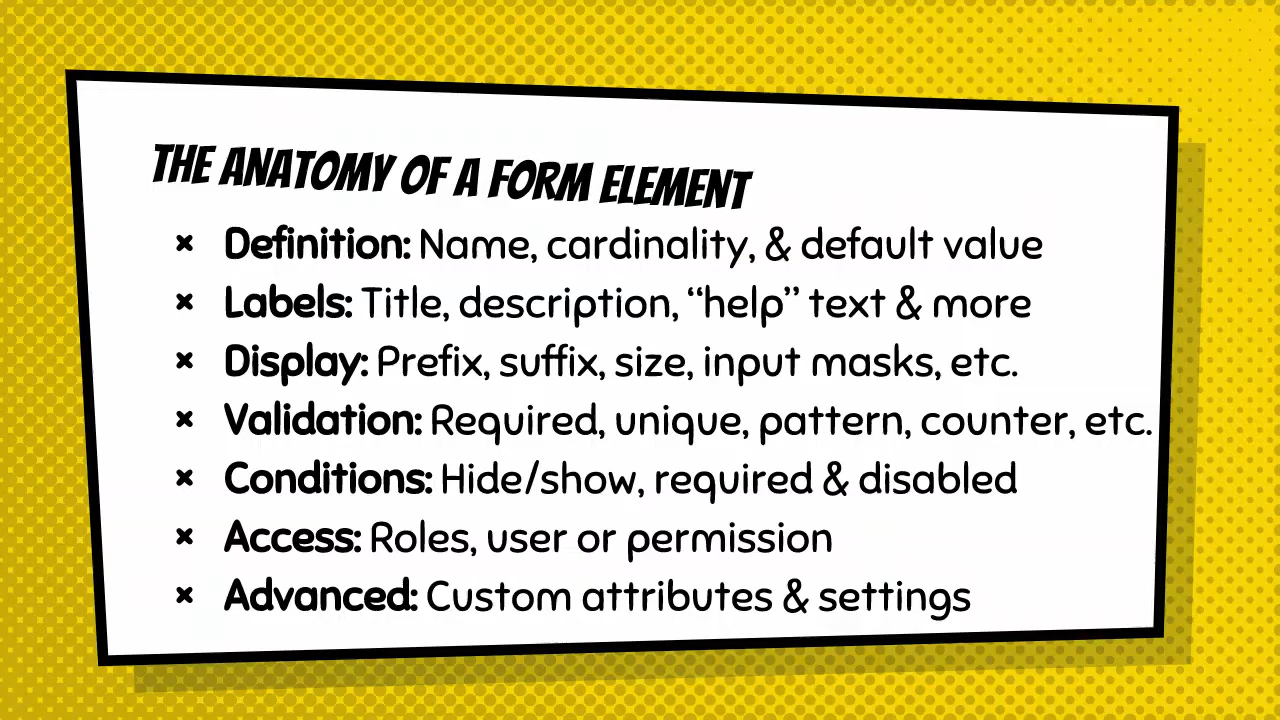 THE ANATOMY OF A FORM ELEMENT
× Definition: Name, cardinality, & default value
× Labels: Title, description, “help” text & more
× Display: Prefix, suffix, size, input masks, etc.
× Validation: Required, unique, pattern, counter, etc.
× Conditions: Hide/show, required & disabled
× Access: Roles, user or permission
× Advanced: Custom attributes & settings